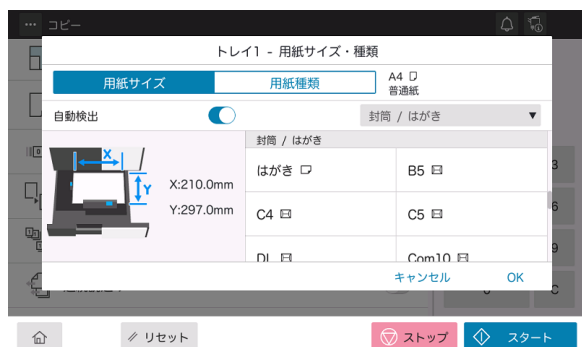 コピー
トレイ1 - 用紙サイズ・種類
用紙サイズ
用紙種類
A4
普通紙
自動検出
封筒 / はがき
封筒 / はがき
はがき
B5
X
Y
X:210.0mm
Y:297.0mm
C4
C5
DL
Com10
キャンセル
OK
3
6
9
C
リセット
ストップ
スタート